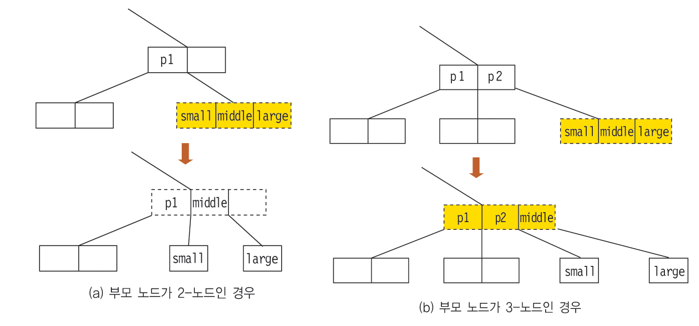 p1
small middle large
p1 middle
small large
(a) 부모 노드가 2-노드인 경우
p1 p2
small middle large
p1 p2 middle
small large
(b) 부모 노드가 3-노드인 경우